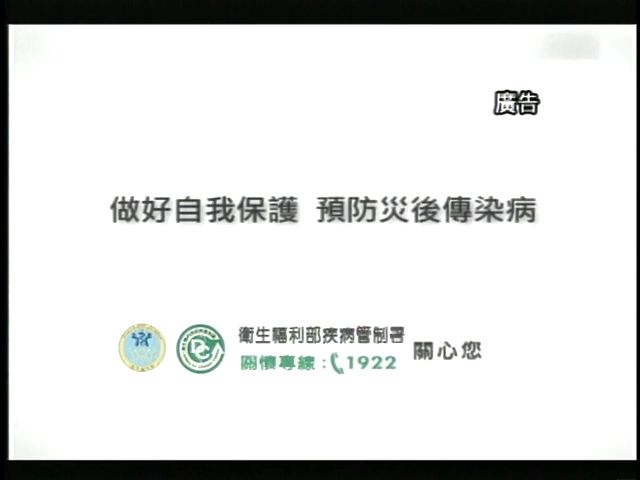 廣告
做好自我保護 預防災後傳染病
衛生福利部疾病管制署
關懷專線：1922
關心您